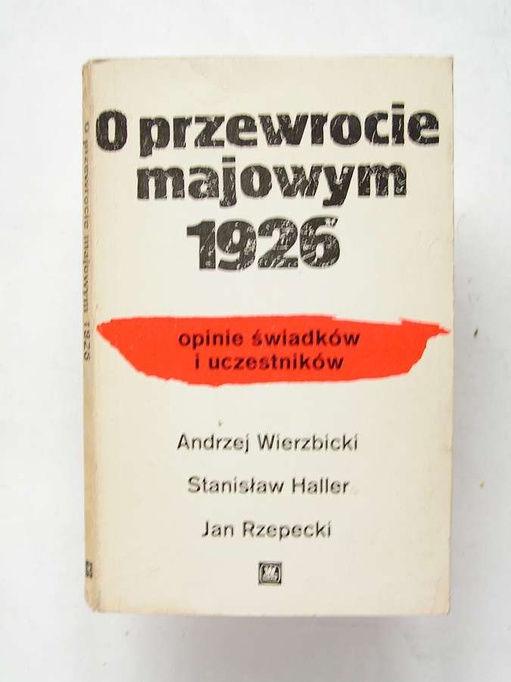 O przewrocie
majowym
1926
opinie świadków
i uczestników
Andrzej Wierzbicki
Stanisław Haller
Jan Rzepecki
O przewrocie majowym 1926